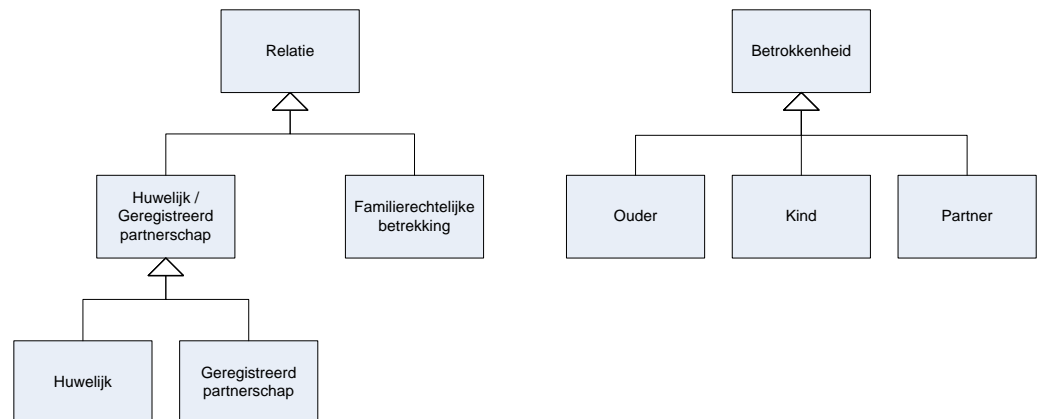 Relatie
Betrokkenheid
Huwelijk /
Geregistreerd
partnerschap
Familierechtelijke
betrekking
Ouder
Kind
Partner
Huwelijk
Geregistreerd
partnerschap